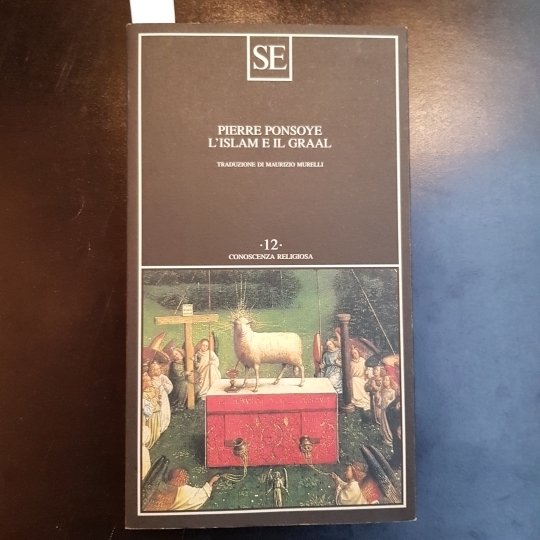 SE
PIERRE PONSOYE
L'ISLAM E IL GRAAL
TRADUZIONE DI MAURIZIO MURELLI
·12·
CONOSCENZA RELIGIOSA